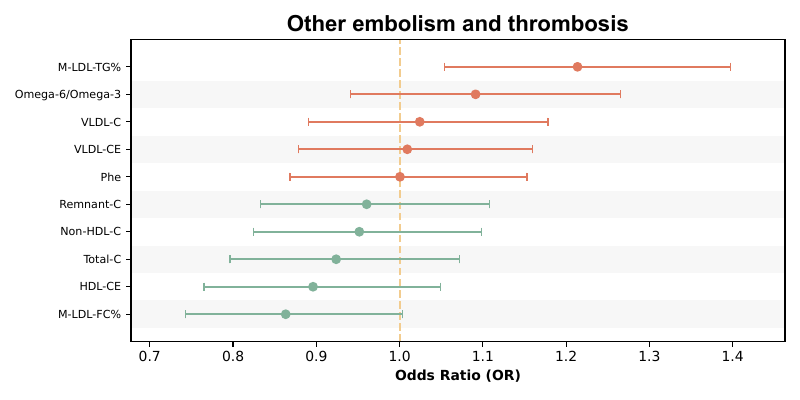 Other embolism and thrombosis
M-LDL-TG%
Omega-6/Omega-3
VLDL-C
VLDL-CE
Phe
Remnant-C
Non-HDL-C
Total-C
HDL-CE
M-LDL-FC%
0.7 0.8 0.9 1.0 1.1 1.2 1.3 1.4
Odds Ratio (OR)